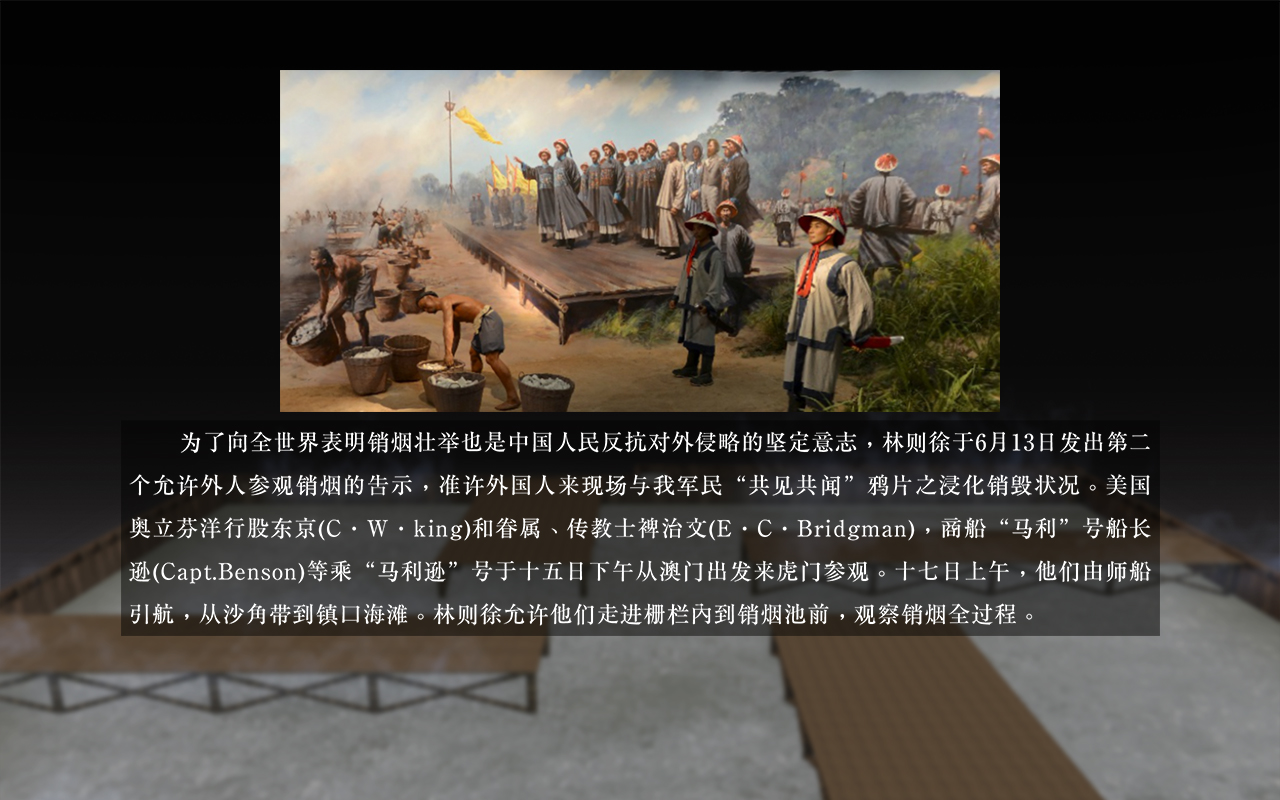 为了向全世界表明销烟壮举也是中国人民反抗对外侵略的坚定意志，林则徐于6月13日发出第二
个允许外人参观销烟的告示，准许外国人来现场与我军民“共见共闻”鸦片之浸化销毁状况。美国
奥立芬洋行股东京(C·W·king)和眷属、传教士裨治文(E·C·Bridgman)，商船“马利”号船长
逊(Capt.Benson)等乘“马利逊”号于十五日下午从澳门出发来虎门参观。十七日上午，他们由师船
引航，从沙角带到镇口海滩。林则徐允许他们走进栅栏内到销烟池前，观察销烟全过程。